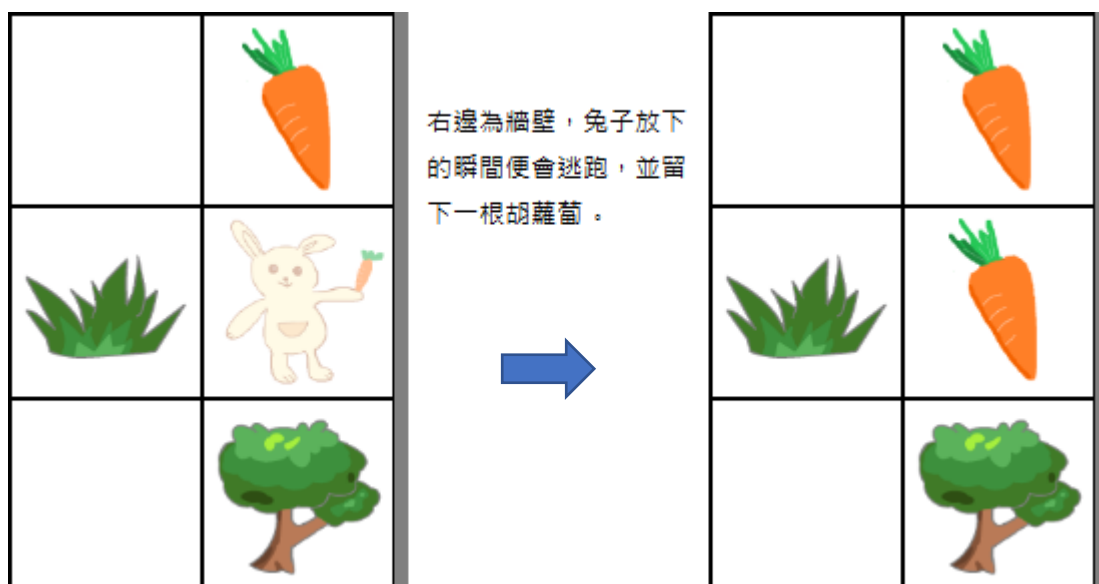 右邊為牆壁，兔子放下
的瞬間便會逃跑，並留
下一根胡蘿蔔。